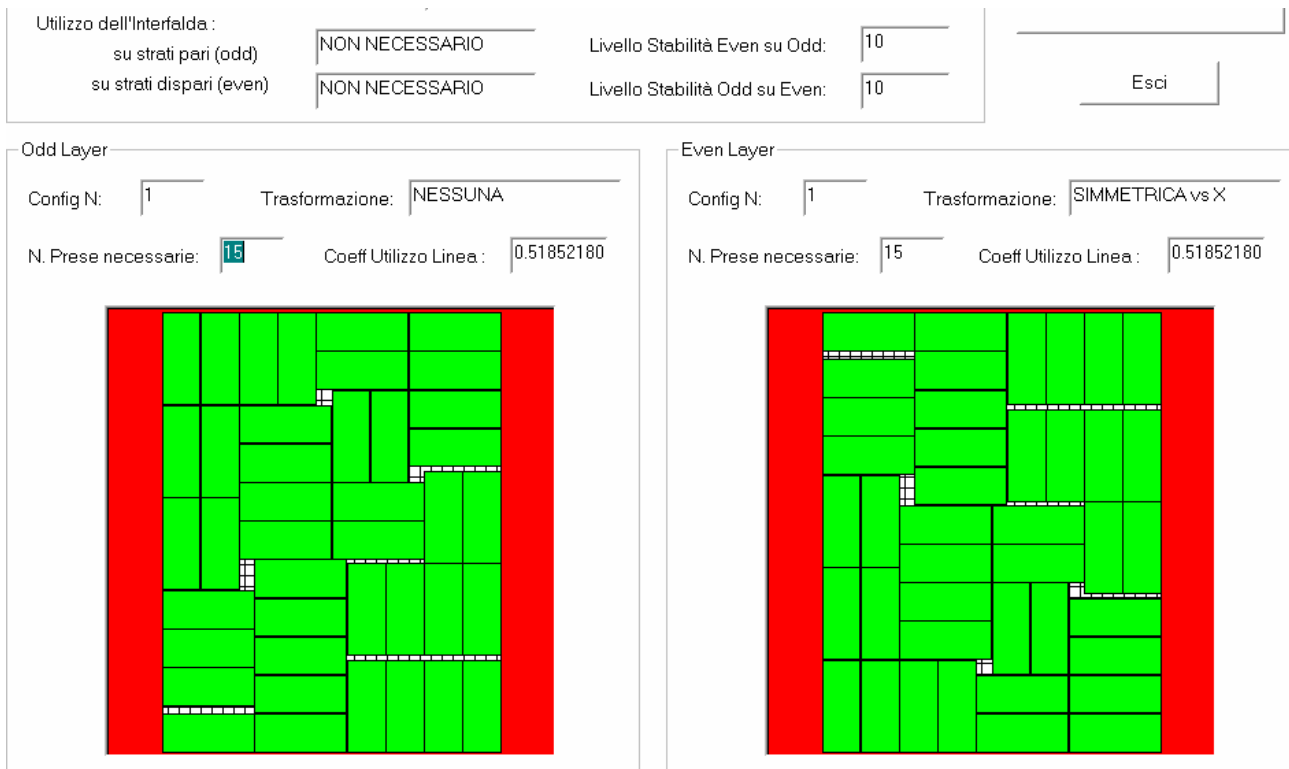 Utilizzo dell'Interfalda :
su strati pari (odd) NON NECESSARIO Livello Stabilità Even su Odd: 10
su strati dispari (even) NON NECESSARIO Livello Stabilità Odd su Even: 10
Esci
Odd Layer
Config N: 1 Trasformazione: NESSUNA
N. Prese necessarie: 15 Coeff Utilizzo Linea : 0.51852180
Even Layer
Config N: 1 Trasformazione: SIMMETRICA vs X
N. Prese necessarie: 15 Coeff Utilizzo Linea : 0.51852180